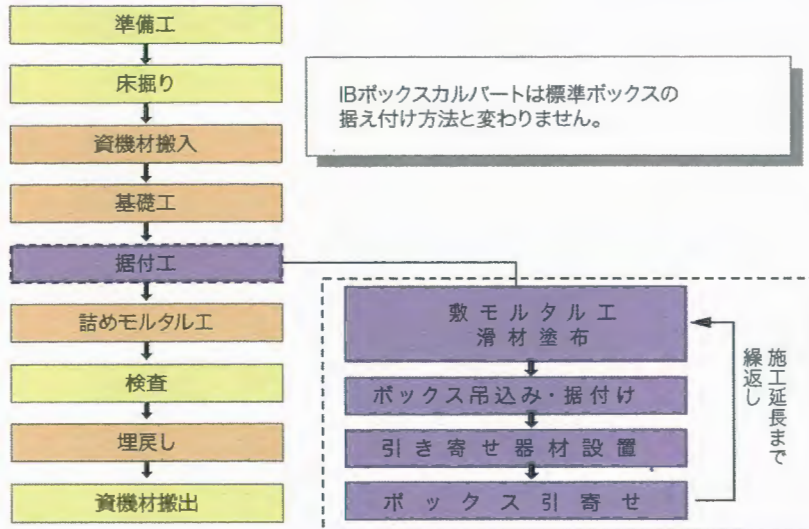 準備工
床掘り
資機材搬入
基礎工
据付工
詰めモルタル工
検査
埋戻し
資機材搬出
IBボックスカルバートは標準ボックスの
据え付け方法と変わりません。
敷モルタル工
滑材塗布
ボックス吊込み・据付け
引き寄せ器材設置
ボックス引寄せ
施工延長まで
繰返し